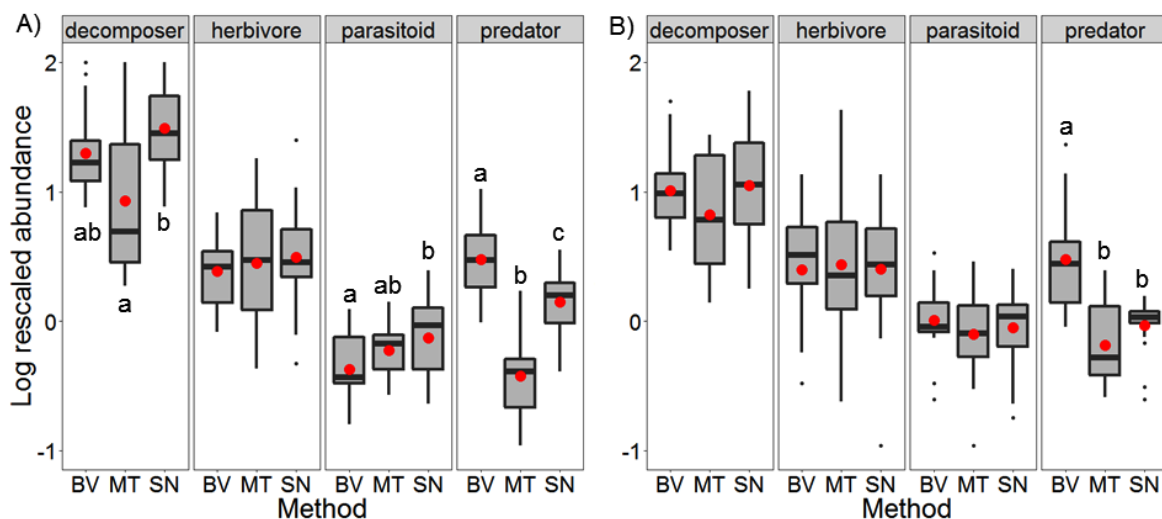 A)
decomposer herbivore parasitoid predator
2
1
0
-1
Log rescaled abundance
ab
a
b
a
ab
b
a
b
c
BV MT SN BV MT SN BV MT SN BV MT SN
Method
B)
decomposer herbivore parasitoid predator
2
1
0
-1
a
b
b
BV MT SN BV MT SN BV MT SN BV MT SN
Method